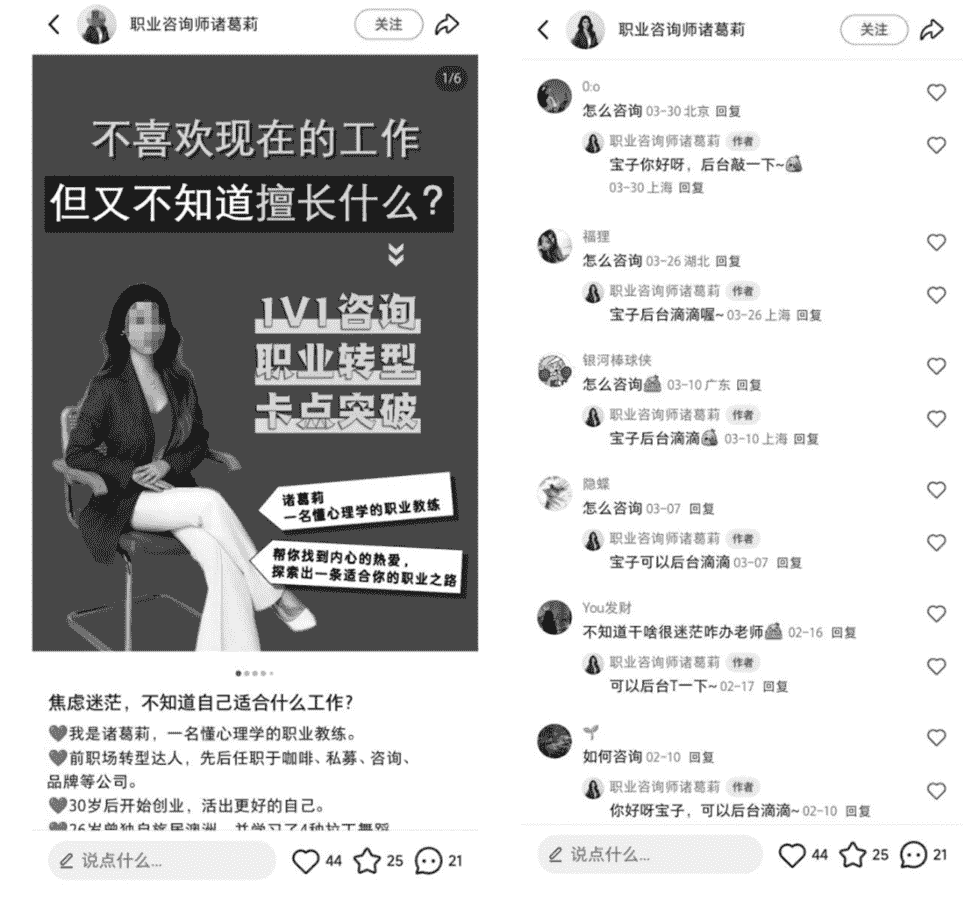 职业咨询师诸葛莉
关注
1/6
不喜欢现在的工作
但又不知道擅长什么？
1V1咨询
职业转型
卡点突破
诸葛莉
一名懂心理学的职业教练
帮你找到内心的热爱，
探索出一条适合你的职业之路
焦虑迷茫，不知道自己适合什么工作？
我是诸葛莉，一名懂心理学的职业教练。
前职场转型达人，先后任职于咖啡、私募、咨询、
品牌等公司。
30岁后开始创业，活出更好的自己。
26岁曾独自旅居澳洲，并学习了4种拉丁舞蹈
说点什么...
44
25
21
职业咨询师诸葛莉
关注
0:o
怎么咨询 03-30 北京 回复
职业咨询师诸葛莉 作者
宝子你好呀，后台敲一下~
03-30 上海 回复
福狸
怎么咨询 03-26 湖北 回复
职业咨询师诸葛莉 作者
宝子后台滴滴喔~ 03-26 上海 回复
银河棒球侠
怎么咨询 03-10 广东 回复
职业咨询师诸葛莉 作者
宝子后台滴滴 03-10 上海 回复
隐蝶
怎么咨询 03-07 回复
职业咨询师诸葛莉 作者
宝子可以后台滴滴 03-07 回复
You发财
不知道干啥很迷茫咋办老师 02-16 回复
职业咨询师诸葛莉 作者
可以后台T一下~ 02-17 回复
如何咨询 02-10 回复
职业咨询师诸葛莉 作者
你好呀宝子，可以后台滴滴~ 02-10 回复
说点什么...
44
25
21